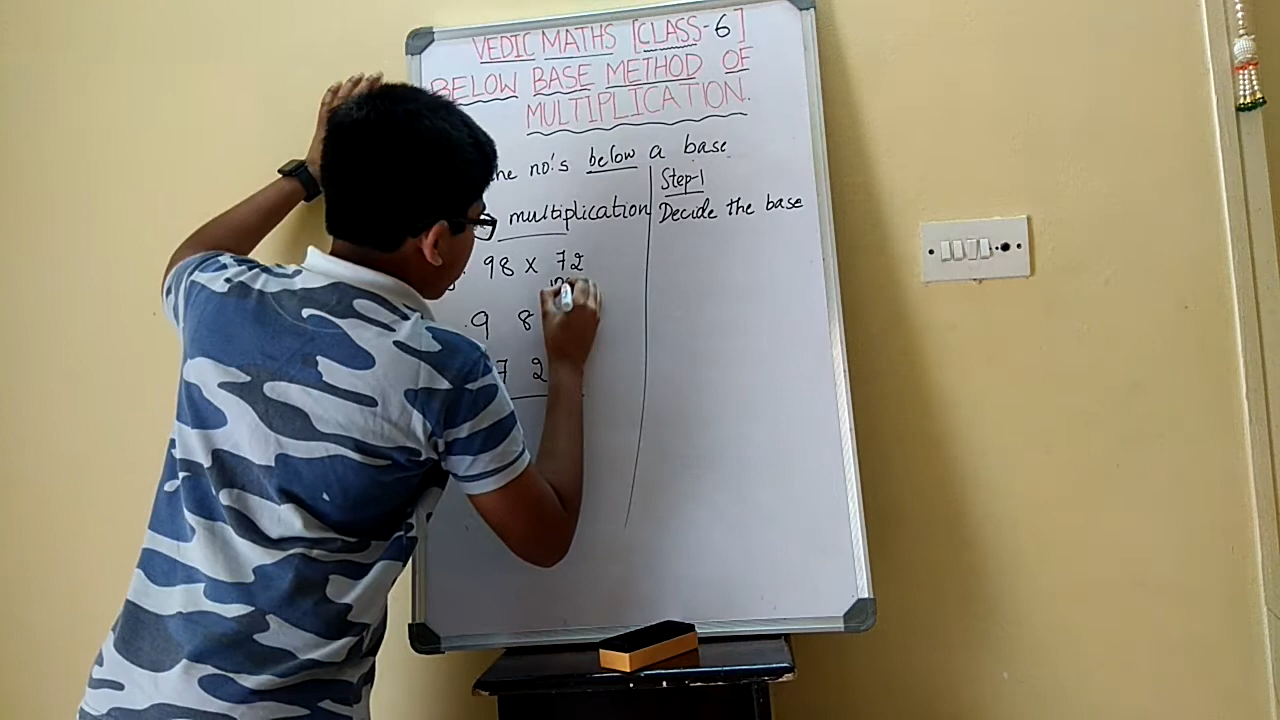 VEDIC MATHS [CLASS-6]
BELOW BASE METHOD OF
MULTIPLICATION.
no's below a base
multiplication
98 x 72
9 8
7 2
Step-1
Decide the base